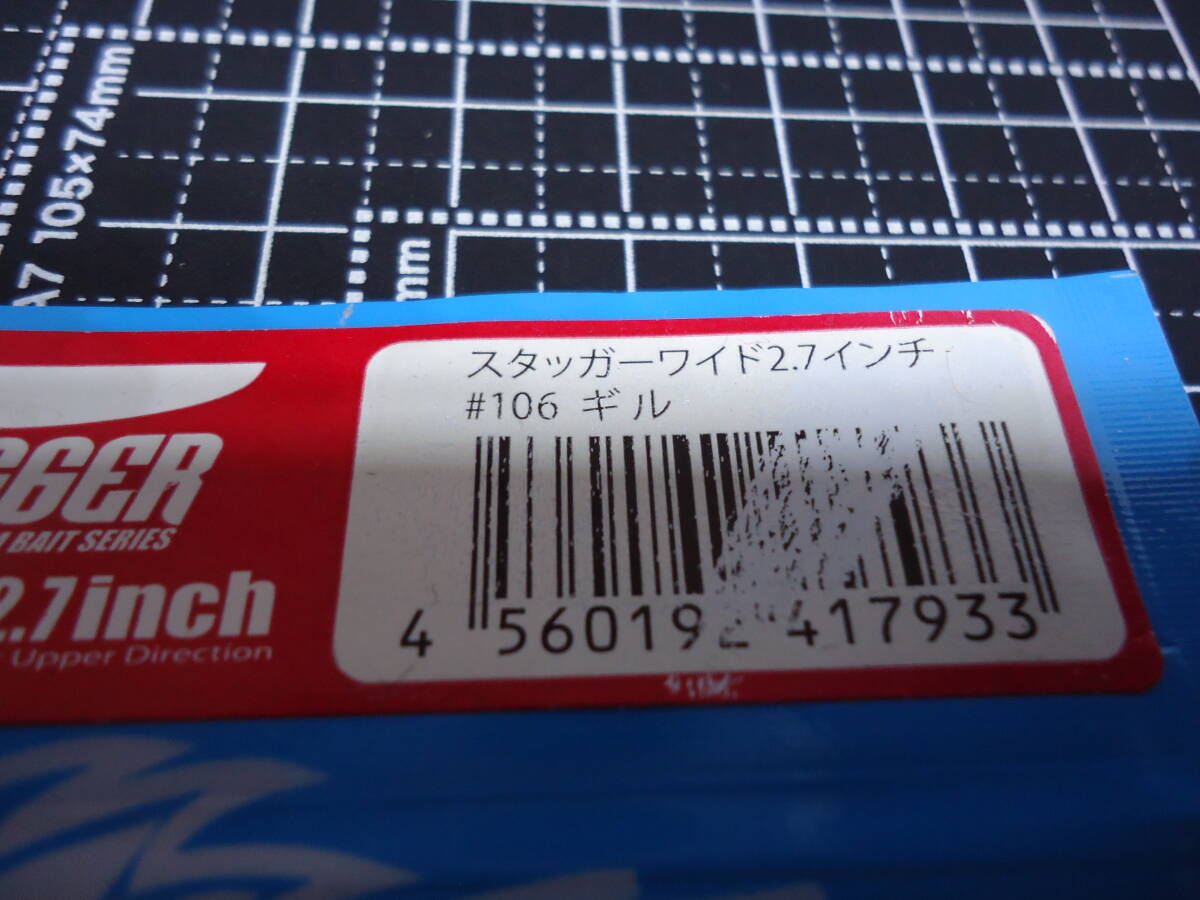 A7 105×74mm
mm
スタッガーワイド2.7インチ
#106 ギル
4 560192 417933
BAIT SERIES
2.7inch
Upper Direction